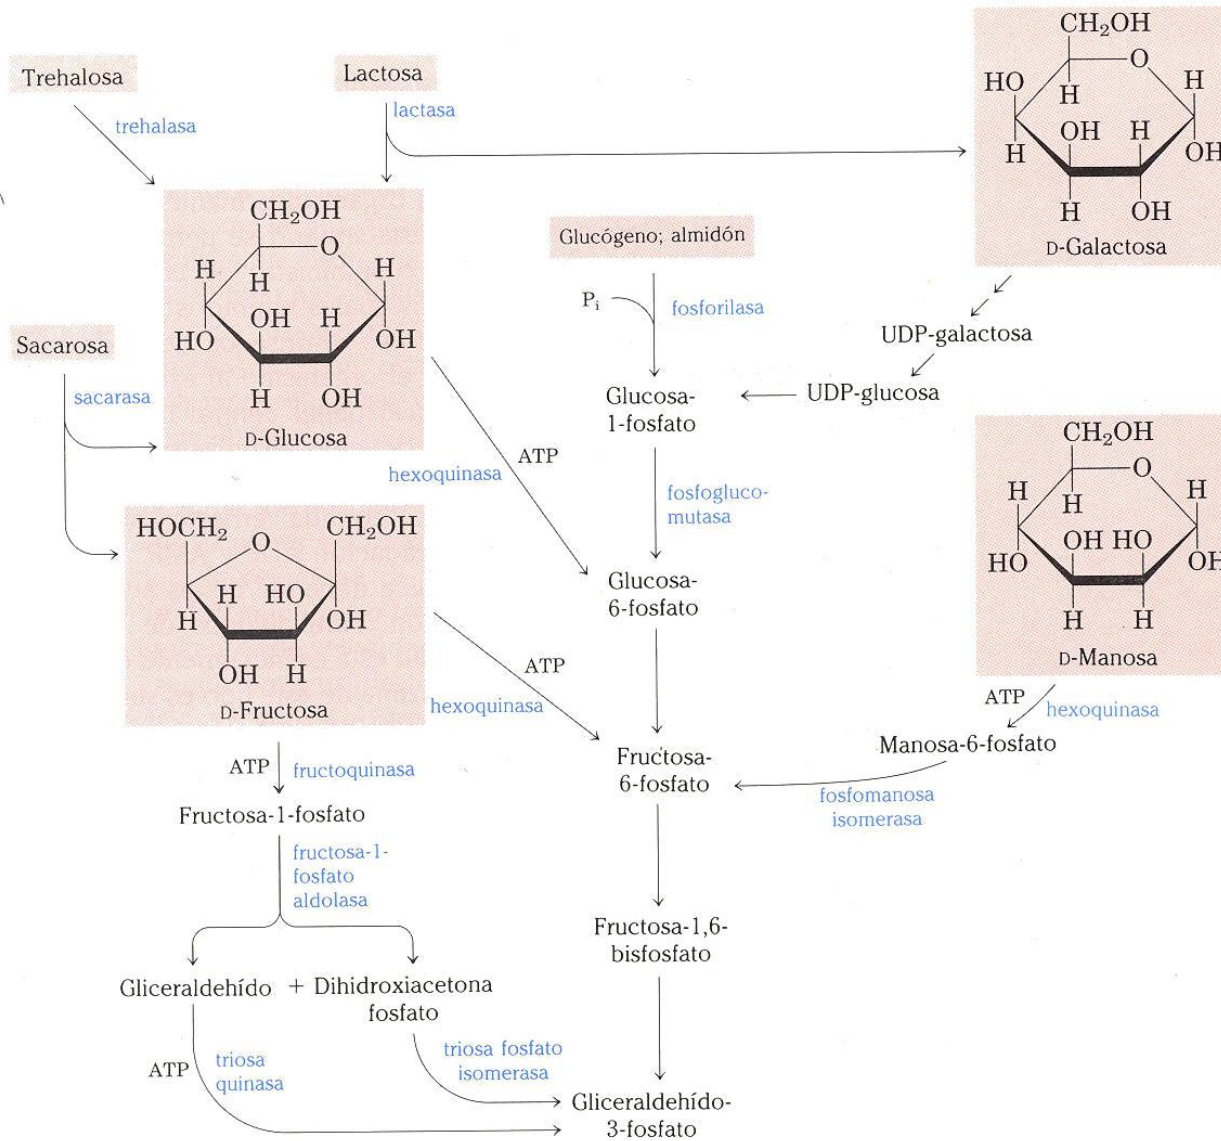 Trehalosa
trehalasa
Lactosa
lactasa
CH₂OH
O
HO
H
H
OH
H
H
OH
H
OH
D-Galactosa
CH₂OH
O
H
H
H
OH
H
HO
OH
H
OH
D-Glucosa
Glucógeno; almidón
Pᵢ
fosforilasa
UDP-galactosa
UDP-glucosa
Glucosa-
1-fosfato
Sacarosa
sacarasa
ATP
hexoquinasa
fosfogluco-
mutasa
CH₂OH
O
H
H
H
OH HO
HO
OH
H
H
D-Manosa
HOCH₂
CH₂OH
O
H
HO
H
OH
OH
H
D-Fructosa
Glucosa-
6-fosfato
ATP
hexoquinasa
ATP
hexoquinasa
Manosa-6-fosfato
fosfomanosa
isomerasa
Fructosa-
6-fosfato
ATP
fructoquinasa
Fructosa-1-fosfato
fructosa-1-
fosfato
aldolasa
Fructosa-1,6-
bisfosfato
Gliceraldehído + Dihidroxiacetona
fosfato
ATP
triosa
quinasa
triosa fosfato
isomerasa
Gliceraldehído-
3-fosfato